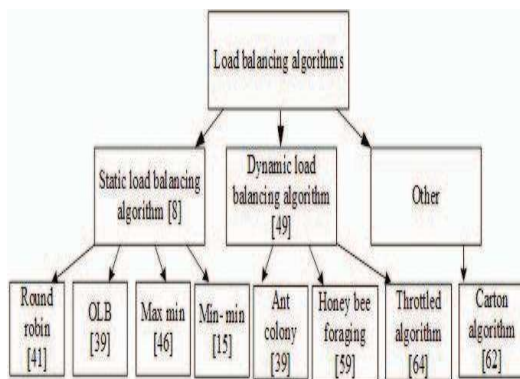 Load balancing algorithms
Static load balancing
algorithm [8]
Dynamic load
balancing algorithm
[49]
Other
Round
robin
[41]
OLB
[39]
Max min
[46]
Min- min
[15]
Ant
colony
[39]
Honey bee
foraging
[59]
Throttled
algorithm
[64]
Carton
algorithm
[62]